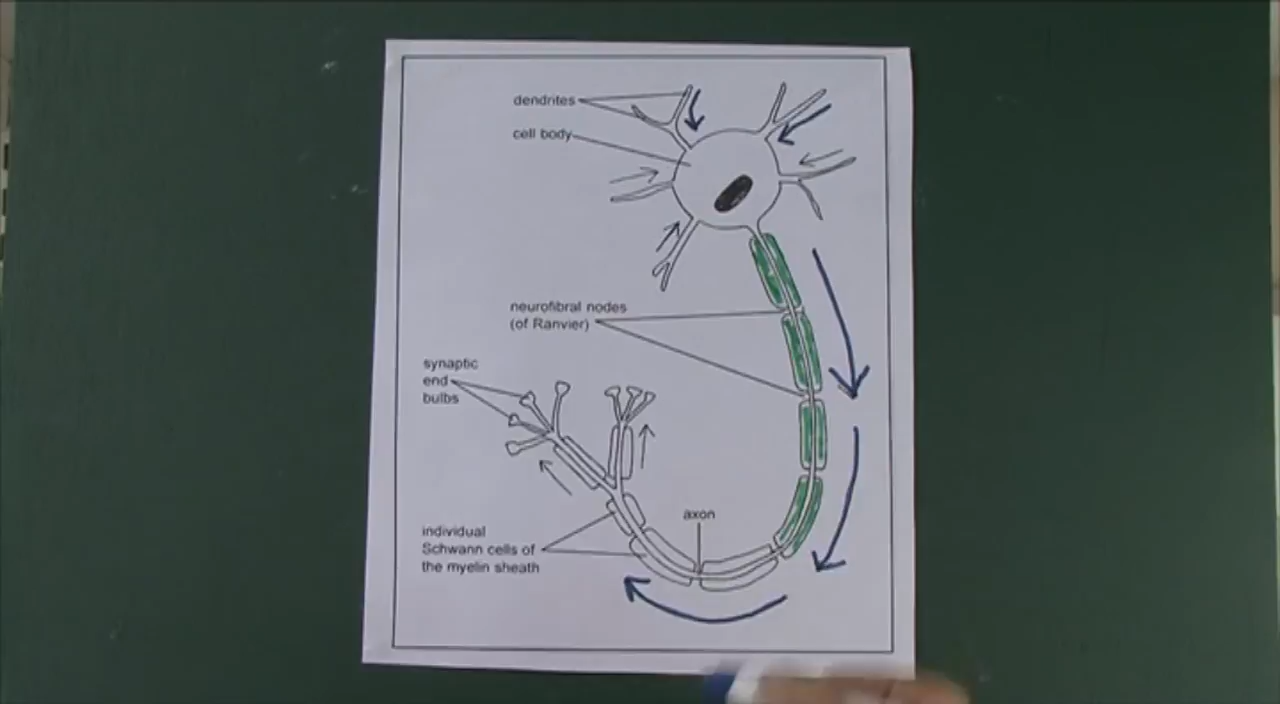 dendrites
cell body
neurofibral nodes
(of Ranvier)
synaptic
end
bulbs
axon
individual
Schwann cells of
the myelin sheath